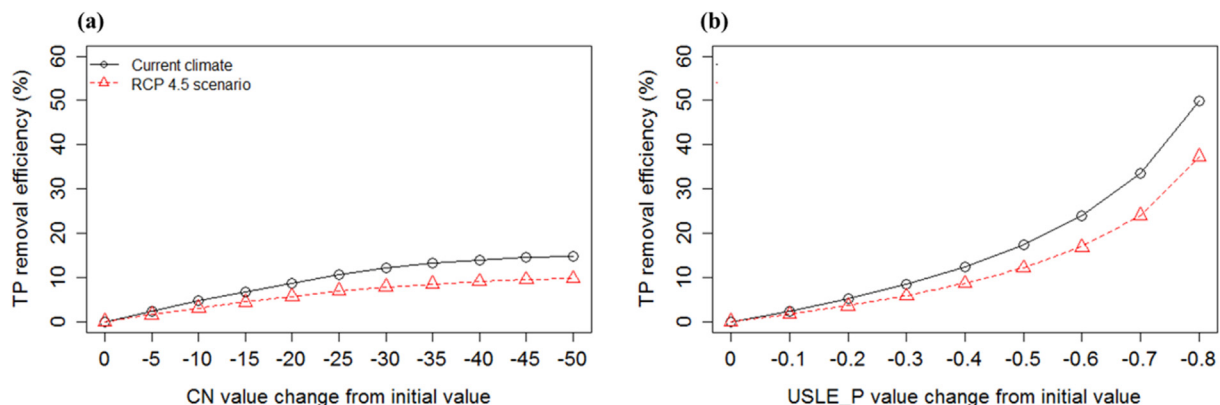 (a)
TP removal efficiency (%)
60
50
40
30
20
10
0
Current climate
RCP 4.5 scenario
0 -5 -10 -15 -20 -25 -30 -35 -40 -45 -50
CN value change from initial value
(b)
TP removal efficiency (%)
60
50
40
30
20
10
0
0 -0.1 -0.2 -0.3 -0.4 -0.5 -0.6 -0.7 -0.8
USLE_P value change from initial value